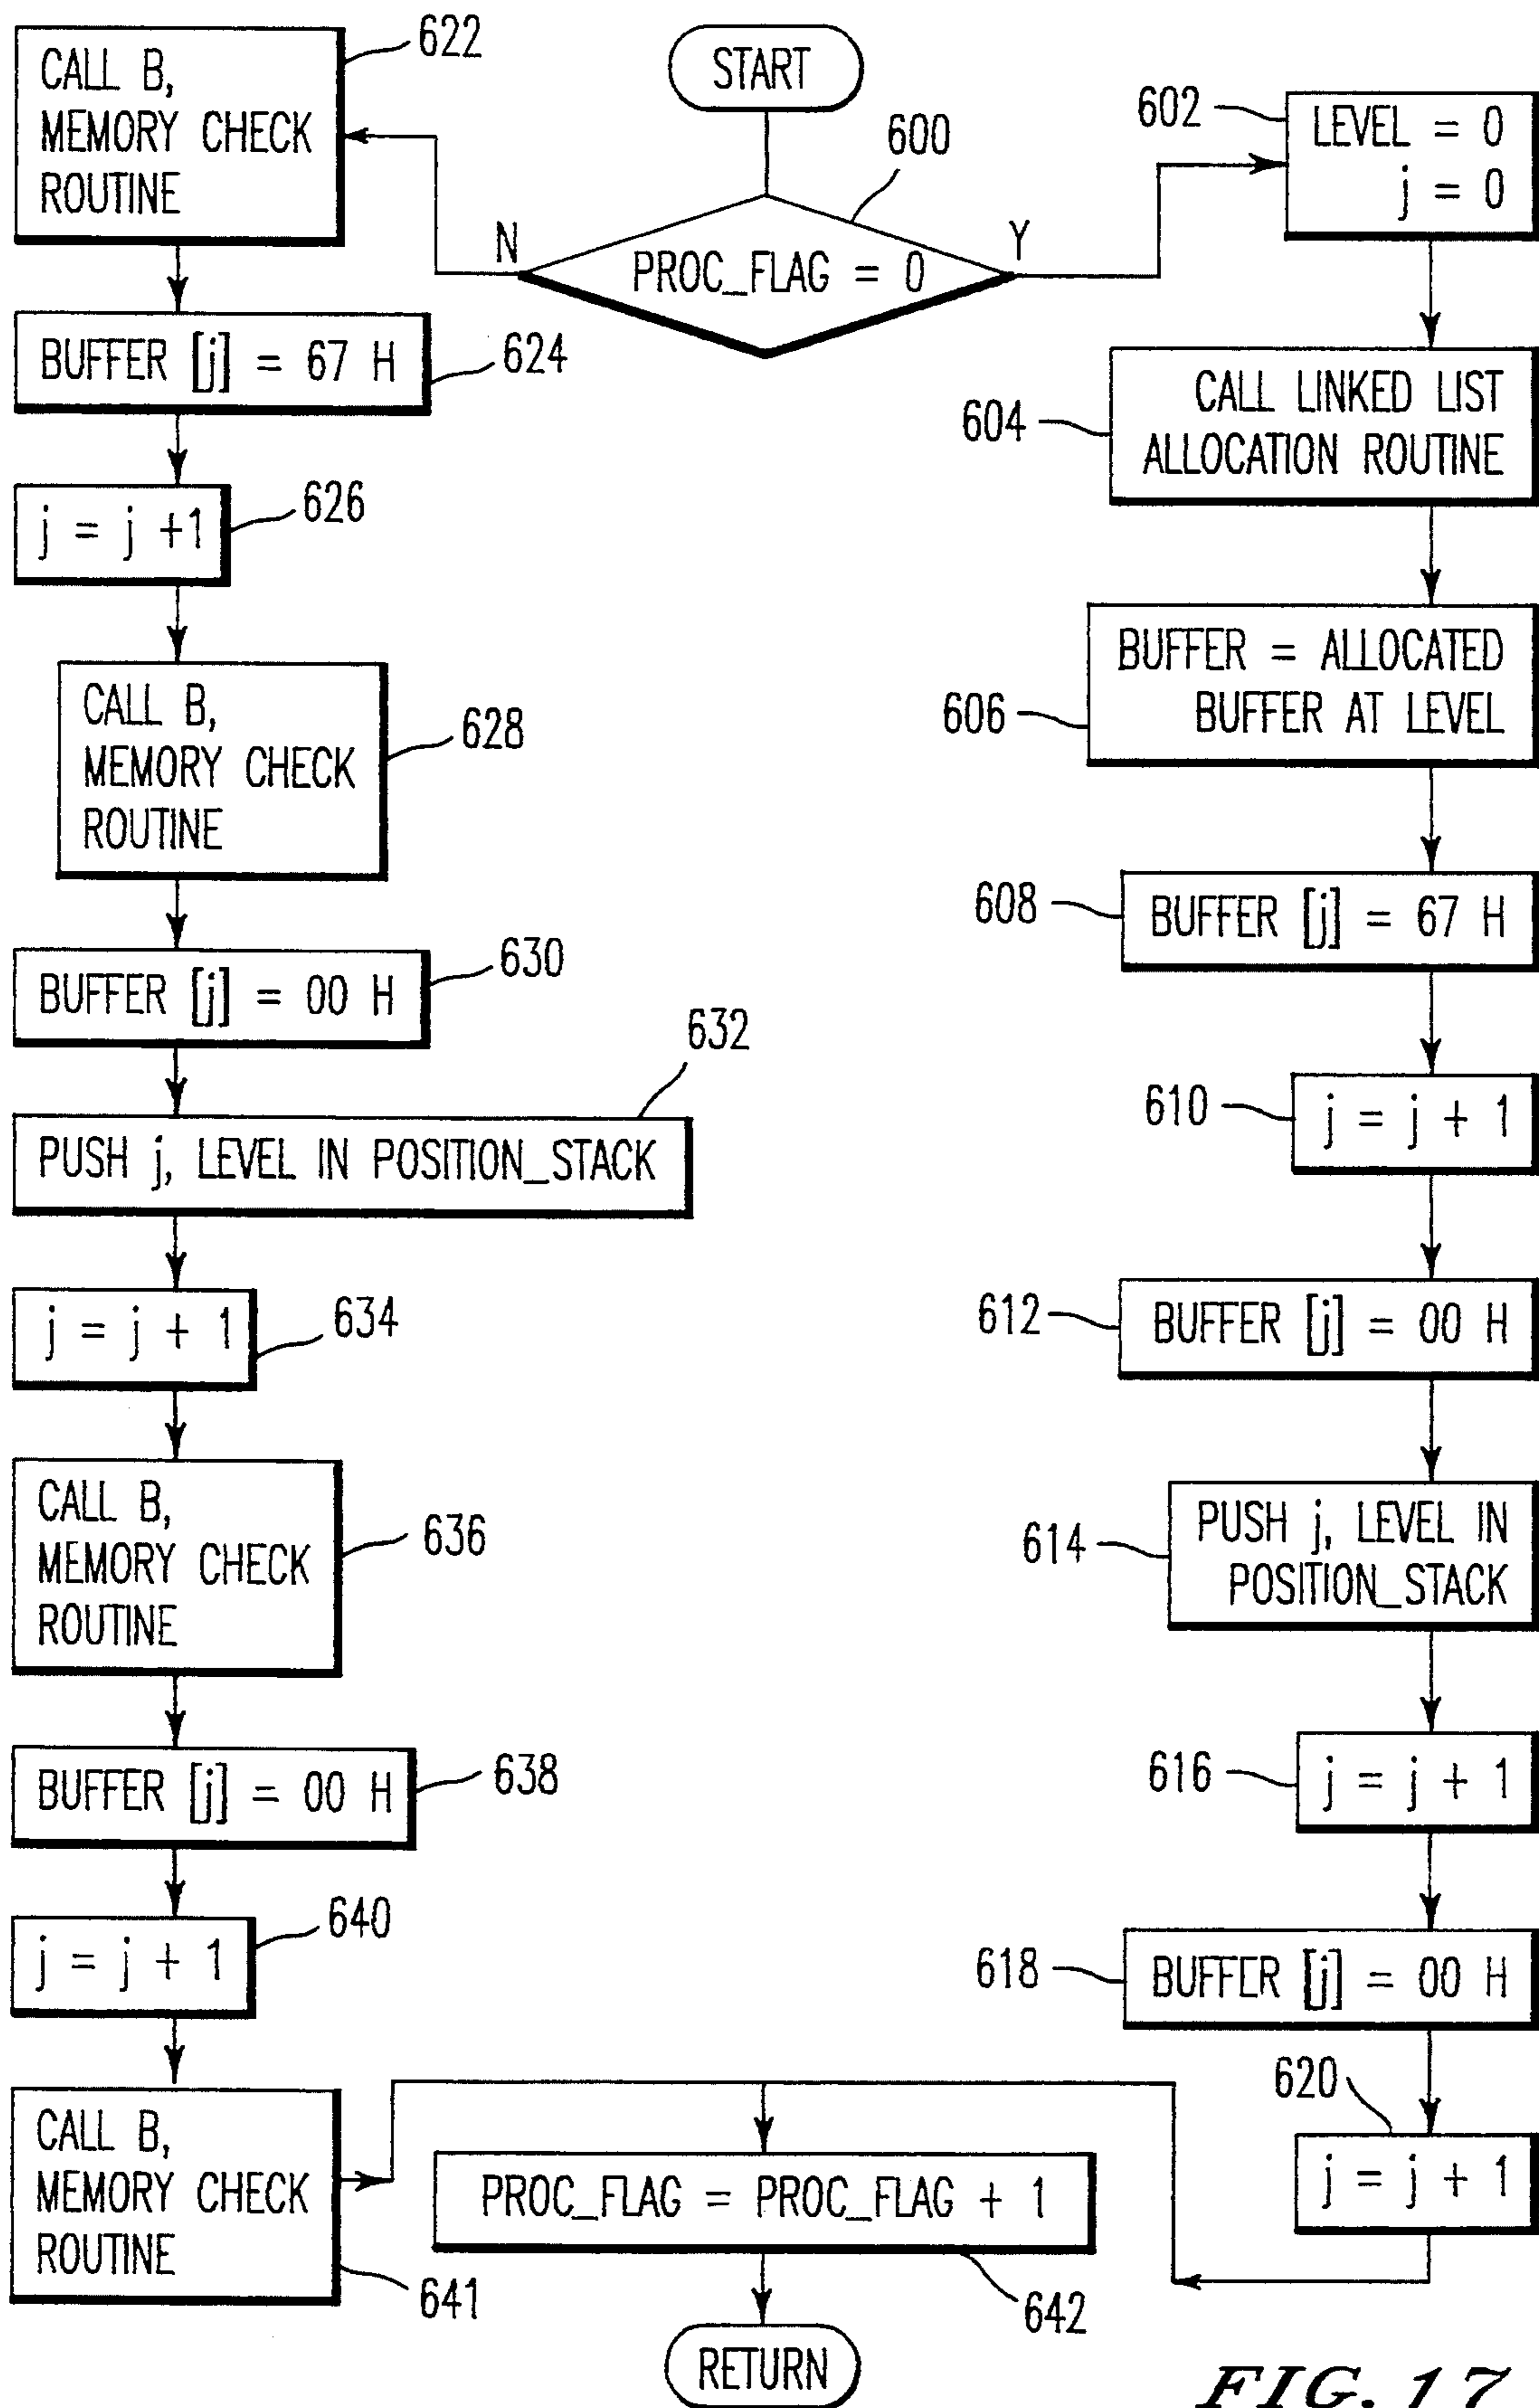 START
600
PROC_FLAG = 0
N
Y
602
LEVEL = 0
j = 0
604
CALL LINKED LIST
ALLOCATION ROUTINE
606
BUFFER = ALLOCATED
BUFFER AT LEVEL
608
BUFFER [j] = 67 H
610
j = j + 1
612
BUFFER [j] = 00 H
614
PUSH j, LEVEL IN
POSITION_STACK
616
j = j + 1
618
BUFFER [j] = 00 H
620
j = j + 1
622
CALL B,
MEMORY CHECK
ROUTINE
BUFFER [j] = 67 H
624
j = j +1
626
CALL B,
MEMORY CHECK
ROUTINE
628
BUFFER [j] = 00 H
630
632
PUSH j, LEVEL IN POSITION_STACK
j = j + 1
634
CALL B,
MEMORY CHECK
ROUTINE
636
BUFFER [j] = 00 H
638
j = j + 1
640
CALL B,
MEMORY CHECK
ROUTINE
641
PROC_FLAG = PROC_FLAG + 1
642
RETURN
FIG. 17